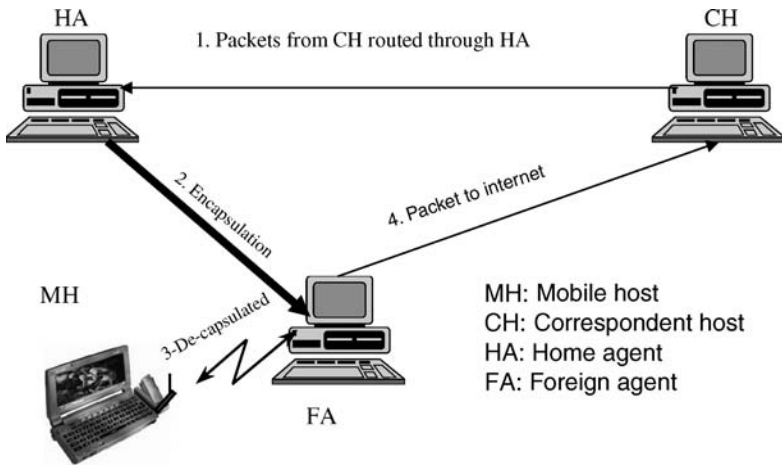 HA
CH
1. Packets from CH routed through HA
2. Encapsulation
4. Packet to internet
MH
3-De-capsulated
FA
MH: Mobile host
CH: Correspondent host
HA: Home agent
FA: Foreign agent